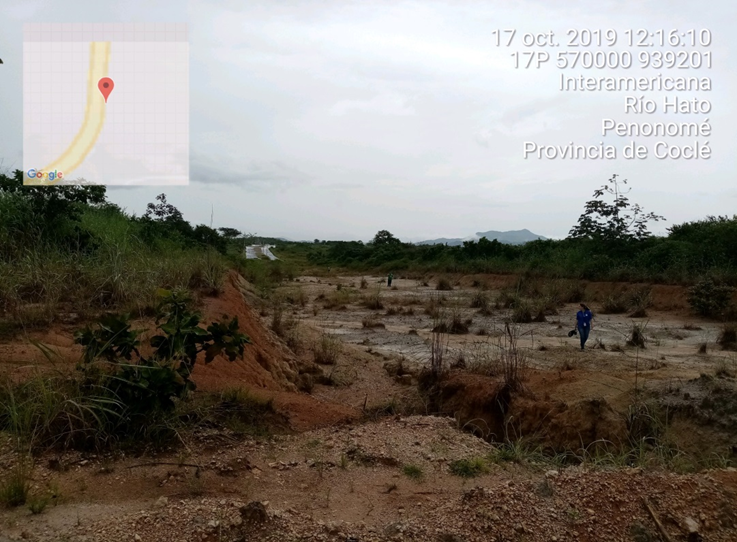 17 oct. 2019 12:16:10
17P 570000 939201
Interamericana
Río Hato
Penonomé
Provincia de Coclé
Google